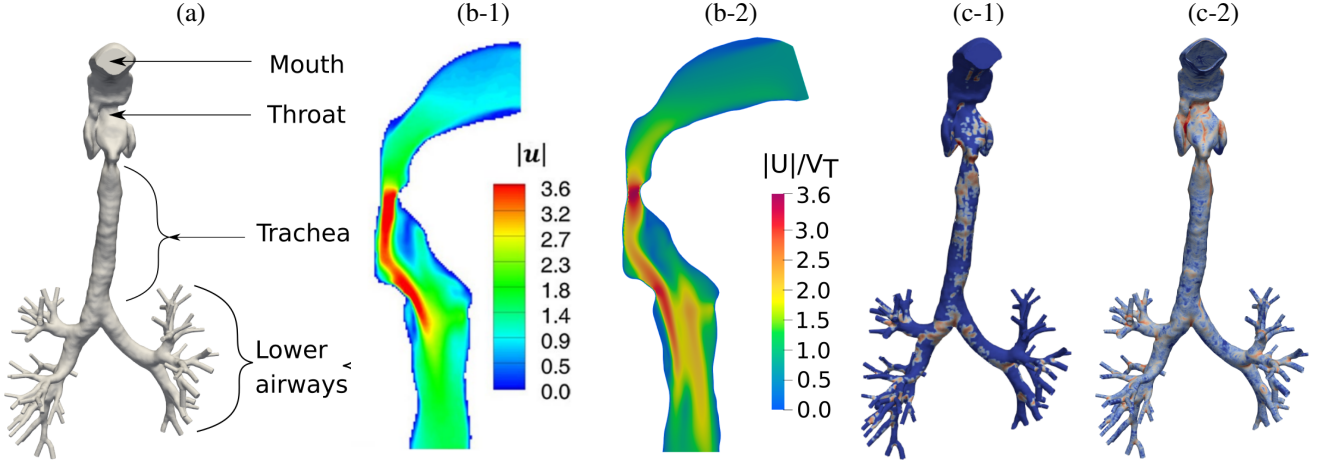 (a)
(b-1)
(b-2)
(c-1)
(c-2)
Mouth
Throat
Trachea
Lower
airways
|u|
3.6
3.2
2.7
2.3
1.8
1.4
0.9
0.5
0.0
|U|/VT
3.6
3.0
2.5
2.0
1.5
1.0
0.5
0.0